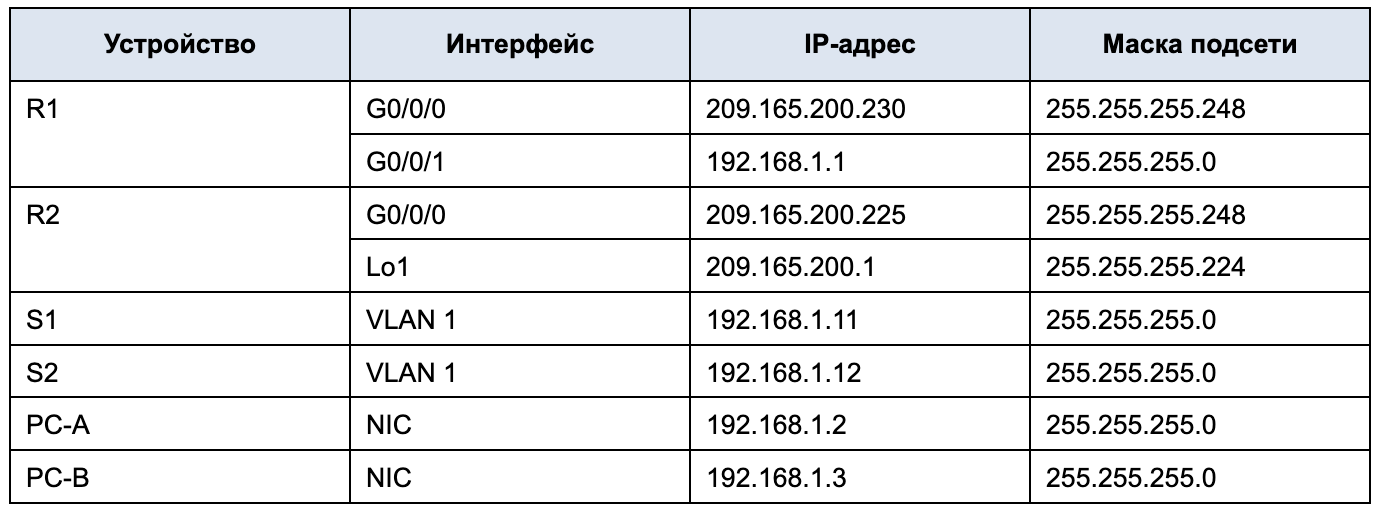 Устройство Интерфейс IP-адрес Маска подсети
R1 G0/0/0 209.165.200.230 255.255.255.248
G0/0/1 192.168.1.1 255.255.255.0
R2 G0/0/0 209.165.200.225 255.255.255.248
Lo1 209.165.200.1 255.255.255.224
S1 VLAN 1 192.168.1.11 255.255.255.0
S2 VLAN 1 192.168.1.12 255.255.255.0
PC-A NIC 192.168.1.2 255.255.255.0
PC-B NIC 192.168.1.3 255.255.255.0